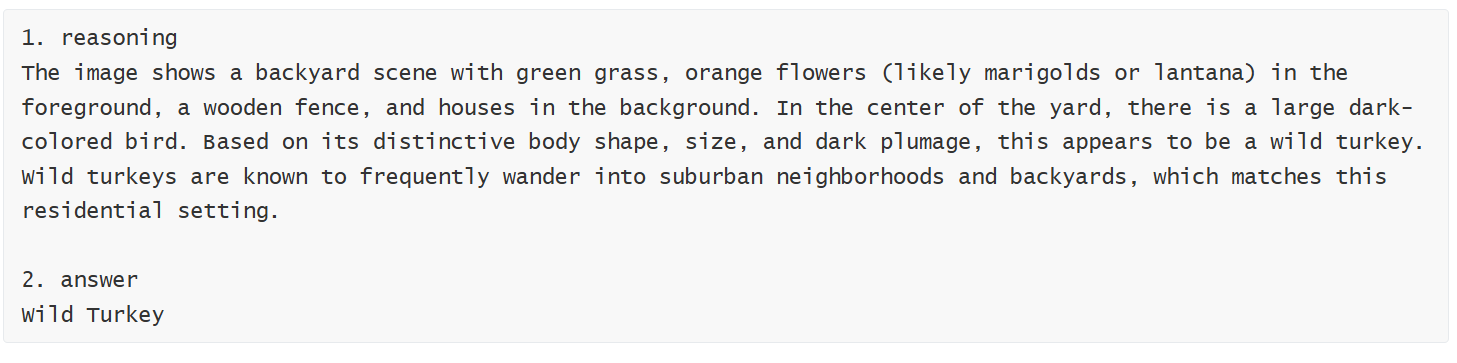 1. reasoning
The image shows a backyard scene with green grass, orange flowers (likely marigolds or lantana) in the
foreground, a wooden fence, and houses in the background. In the center of the yard, there is a large dark-
colored bird. Based on its distinctive body shape, size, and dark plumage, this appears to be a wild turkey.
Wild turkeys are known to frequently wander into suburban neighborhoods and backyards, which matches this
residential setting.
2. answer
Wild Turkey